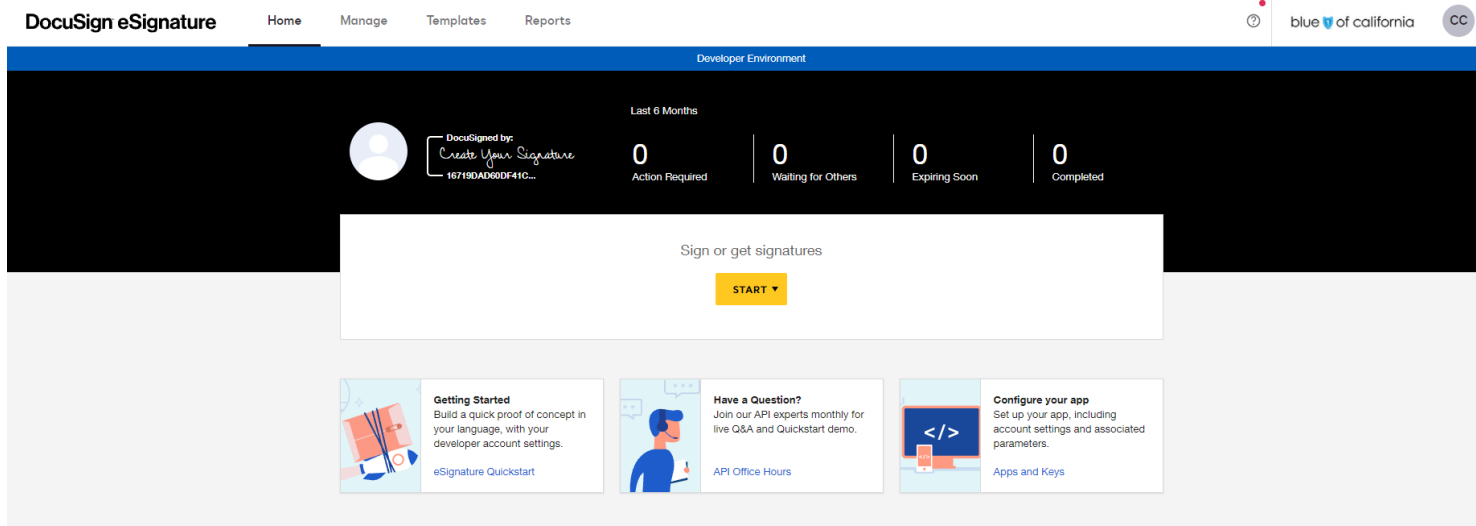 DocuSign eSignature Home Manage Templates Reports blue of california CC
Developer Environment
Last 6 Months
DocuSigned by:
Create Your Signature
16719DAD60DF41C...
0 0 0 0
Action Required Waiting for Others Expiring Soon Completed
Sign or get signatures
START
Getting Started
Build a quick proof of concept in
your language, with your
developer account settings.
eSignature Quickstart
Have a Question?
Join our API experts monthly for
live Q&A and Quickstart demo.
API Office Hours
</>
Configure your app
Set up your app, including
account settings and associated
parameters.
Apps and Keys